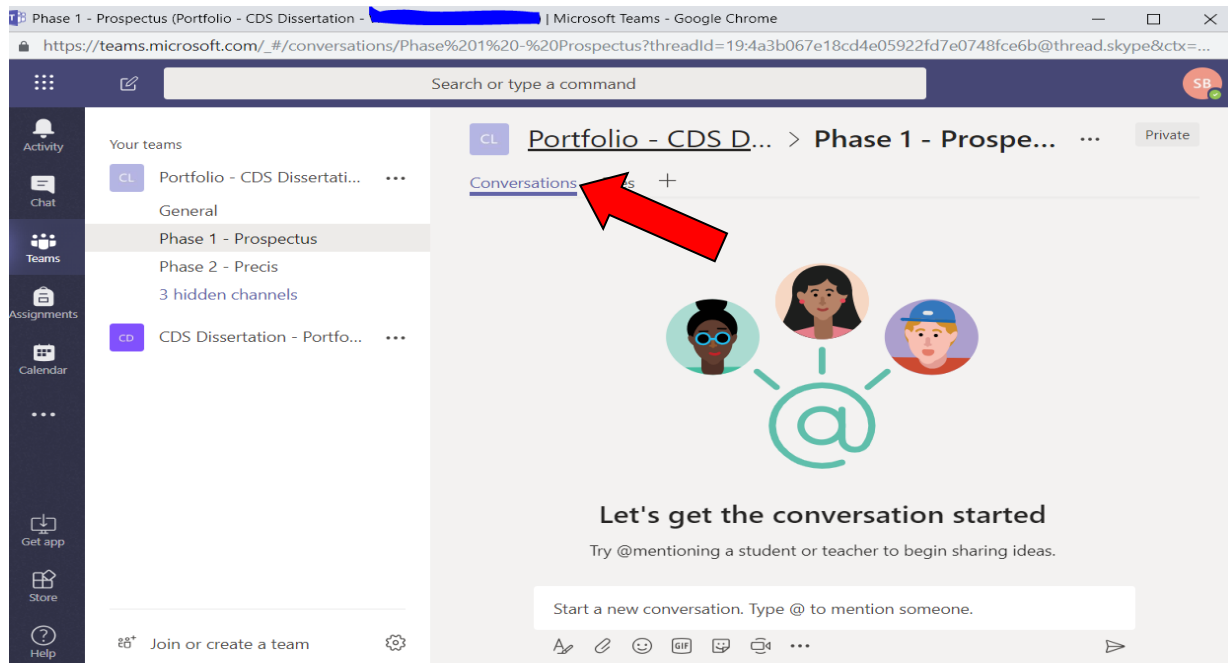 Phase 1 - Prospectus (Portfolio - CDS Dissertation - | Microsoft Teams - Google Chrome
https://teams.microsoft.com/_#/conversations/Phase%201%20-%20Prospectus?threadId=19:4a3b067e18cd4e05922fd7e0748fce6b@thread.skype&ctx=...
Search or type a command
SB
Activity
Chat
Teams
Assignments
Calendar
Get app
Store
Help
Your teams
CL Portfolio - CDS Dissertati... ...
General
Phase 1 - Prospectus
Phase 2 - Precis
3 hidden channels
CD CDS Dissertation - Portfo... ...
Join or create a team
CL Portfolio - CDS D... > Phase 1 - Prospe... ... Private
Conversations +
Let's get the conversation started
Try @mentioning a student or teacher to begin sharing ideas.
Start a new conversation. Type @ to mention someone.
GIF